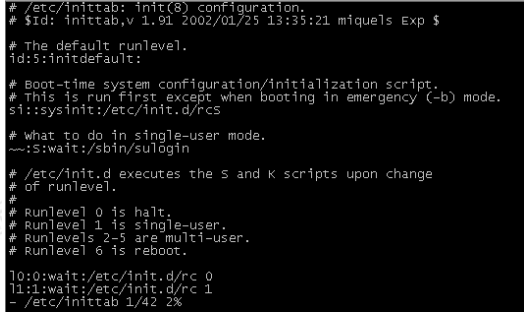 # /etc/inittab: init(8) configuration.
# $Id: inittab,v 1.91 2002/01/25 13:35:21 miquels Exp $
# The default runlevel.
id:5:initdefault:
# Boot-time system configuration/initialization script.
# This is run first except when booting in emergency (-b) mode.
si::sysinit:/etc/init.d/rcS
# What to do in single-user mode.
~~:S:wait:/sbin/sulogin
# /etc/init.d executes the S and K scripts upon change
# of runlevel.
#
# Runlevel 0 is halt.
# Runlevel 1 is single-user.
# Runlevels 2-5 are multi-user.
# Runlevel 6 is reboot.
l0:0:wait:/etc/init.d/rc 0
l1:1:wait:/etc/init.d/rc 1
- /etc/inittab 1/42 2%